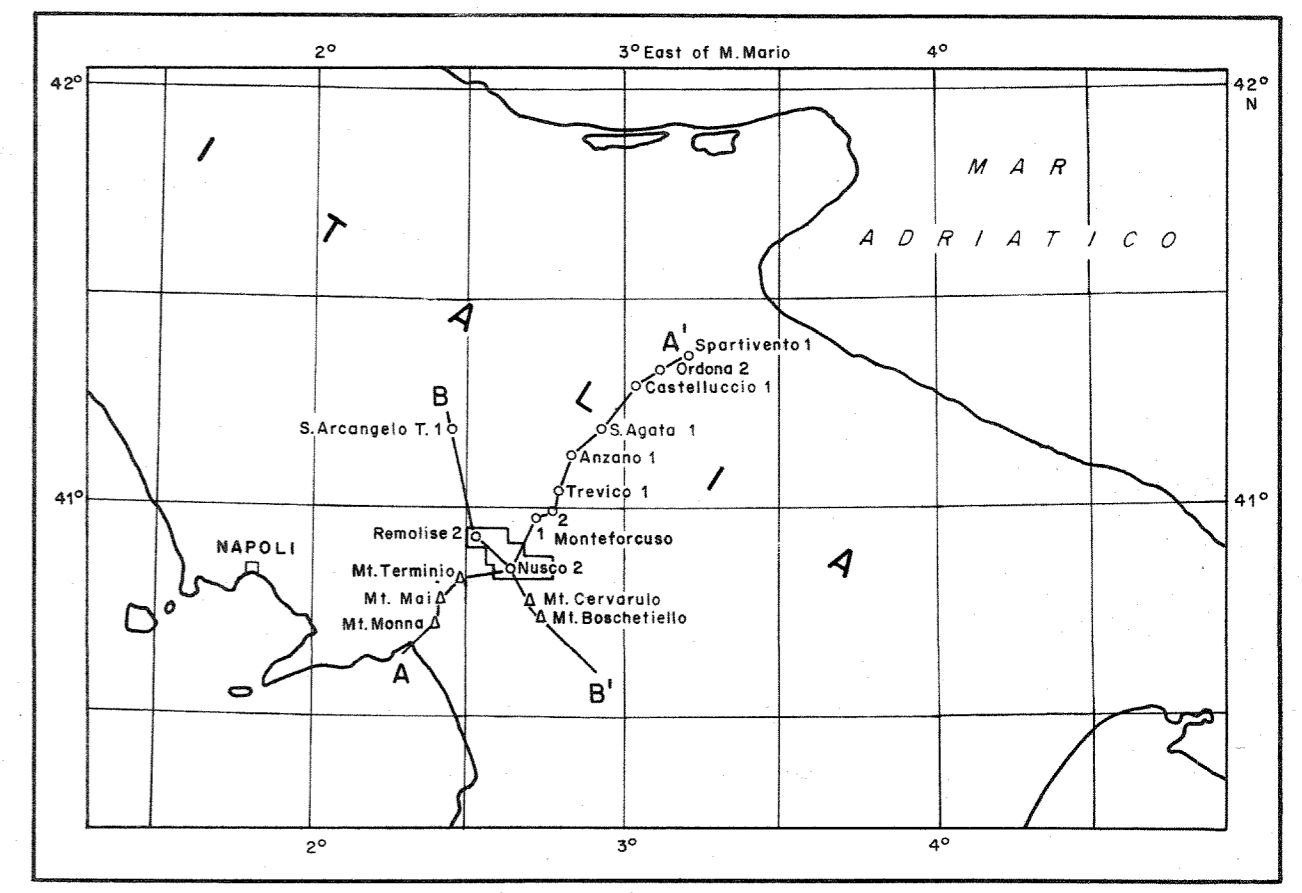 2° 3° East of M. Mario 4°
42° 42°
N
I T A L I A
M A R
A D R I A T I C O
A' Spartivento 1
Ordona 2
Castelluccio 1
B
S. Arcangelo T. 1
S. Agata 1
Anzano 1
Trevico 1
41° 41°
2
Remolise 2
1 Monteforcuso
NAPOLI
Nusco 2
Mt. Terminio
Mt. Mai
Mt. Cervarulo
Mt. Boschetiello
Mt. Monna
A
B'
2° 3° 4°